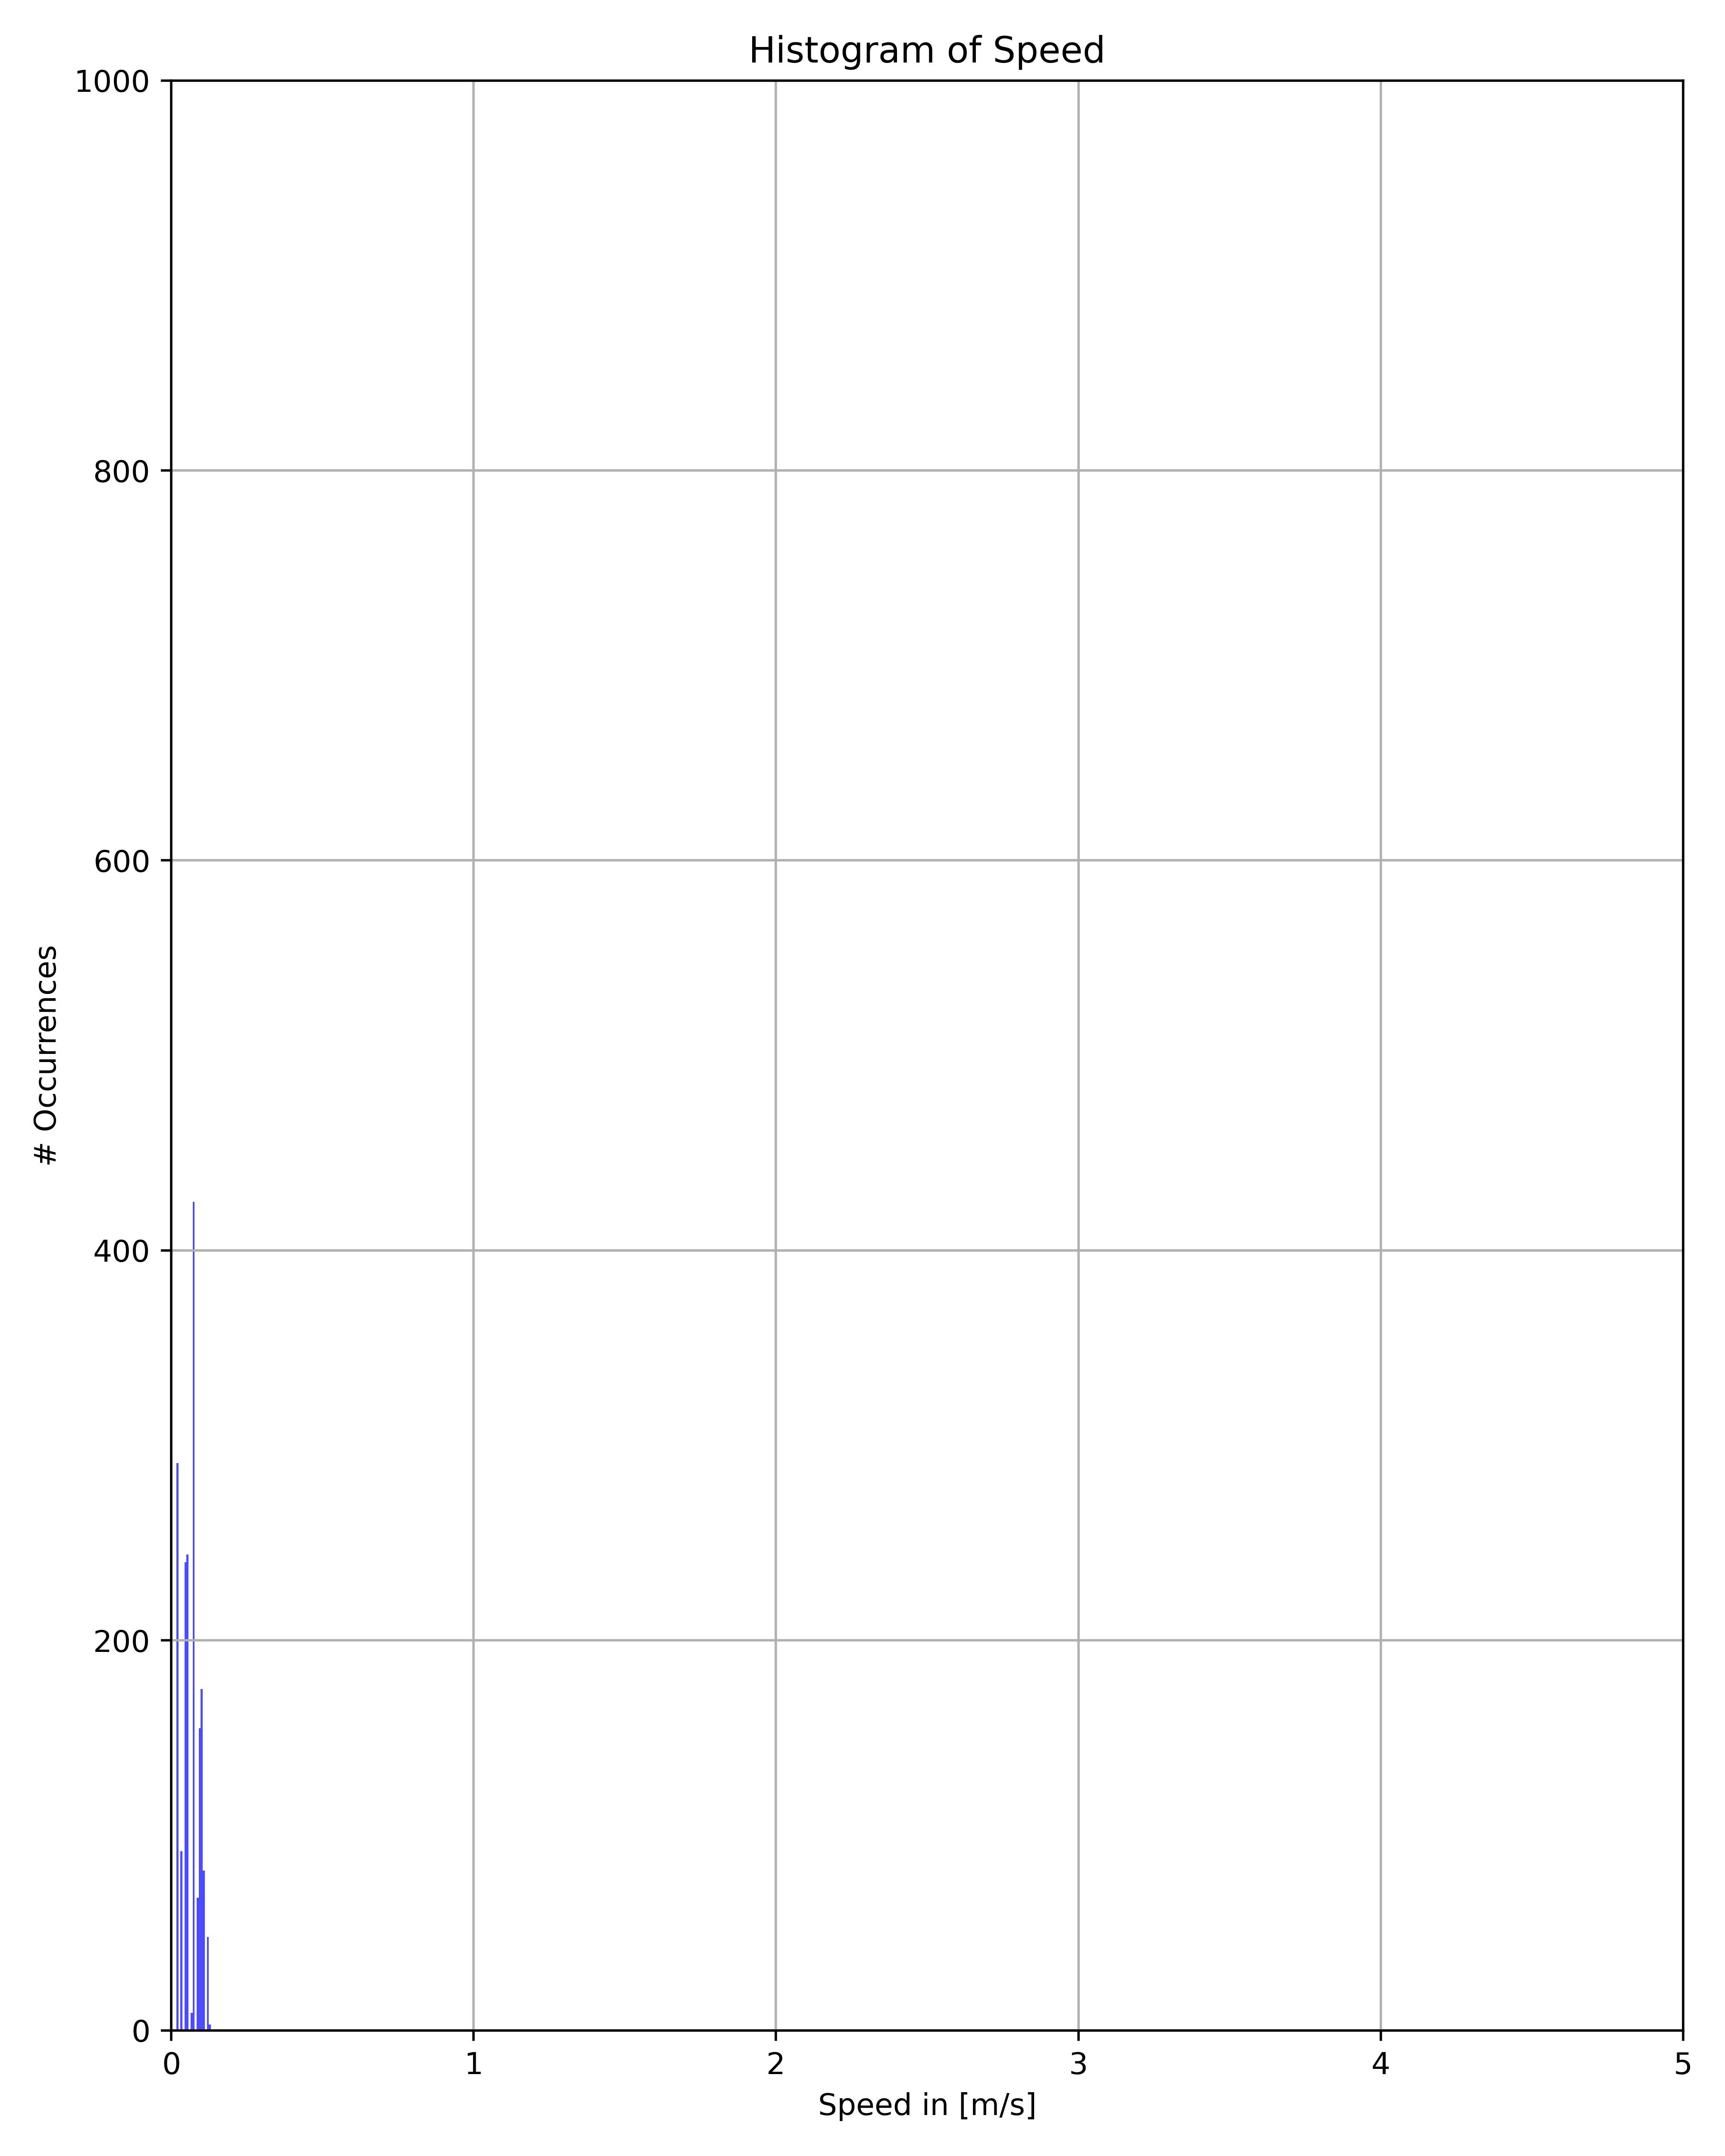 Histogram of Speed
1000
800
600
400
200
0
# Occurrences
0 1 2 3 4 5
Speed in [m/s]